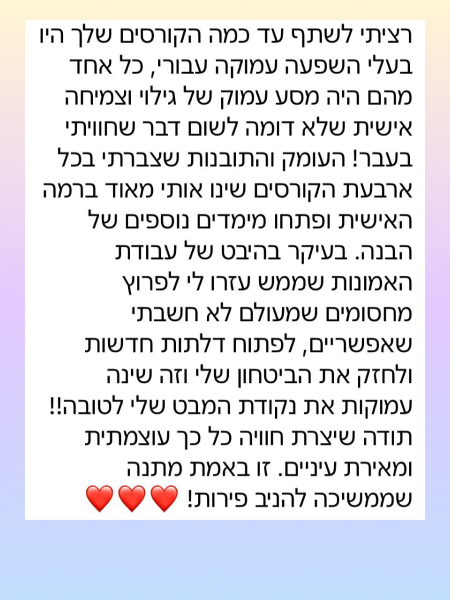 רציתי לשתף עד כמה הקורסים שלך היו
בעלי השפעה עמוקה עבורי, כל אחד
מהם היה מסע עמוק של גילוי וצמיחה
אישית שלא דומה לשום דבר שחוויתי
בעבר! העומק והתובנות שצברתי בכל
ארבעת הקורסים שינו אותי מאוד ברמה
האישית ופתחו מימדים נוספים של
הבנה. בעיקר בהיבט של עבודת
האמונות שממש עזרו לי לפרוץ
מחסומים שמעולם לא חשבתי
שאפשריים, לפתוח דלתות חדשות
ולחזק את הביטחון שלי וזה שינה
עמוקות את נקודת המבט שלי לטובה!!
תודה שיצרת חוויה כל כך עוצמתית
ומאירת עיניים. זו באמת מתנה
שממשיכה להניב פירות! ❤️❤️❤️